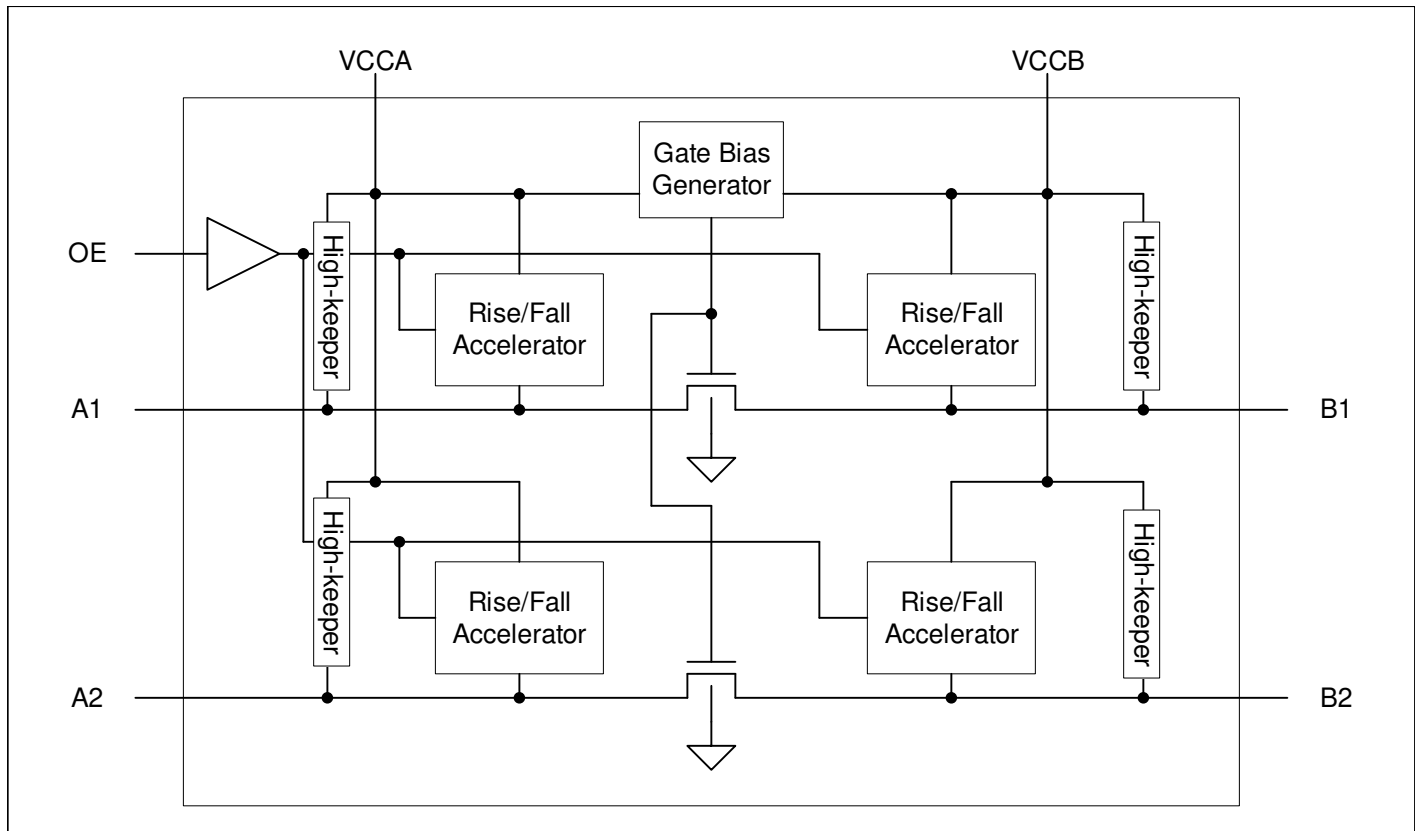 VCCA
VCCB
Gate Bias
Generator
OE
High-keeper
Rise/Fall
Accelerator
Rise/Fall
Accelerator
High-keeper
A1
B1
High-keeper
Rise/Fall
Accelerator
Rise/Fall
Accelerator
High-keeper
A2
B2